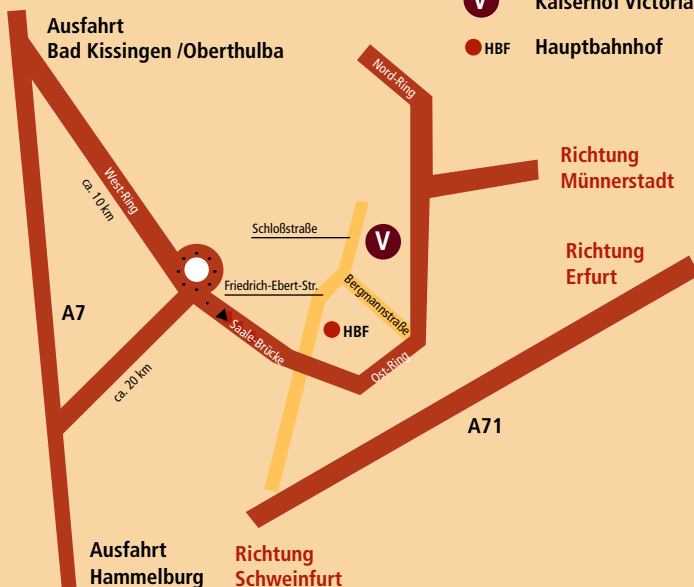 Ausfahrt
Bad Kissingen /Oberthulba
V
Kaiserhof Victoria
HBF
Hauptbahnhof
Nord-Ring
Richtung
Münnerstadt
West-Ring
ca. 10 km
Schloßstraße
V
Richtung
Erfurt
Friedrich-Ebert-Str.
Bergmannstraße
A7
HBF
Saale-Brücke
Ost-Ring
ca. 20 km
A71
Ausfahrt
Hammelburg
Richtung
Schweinfurt